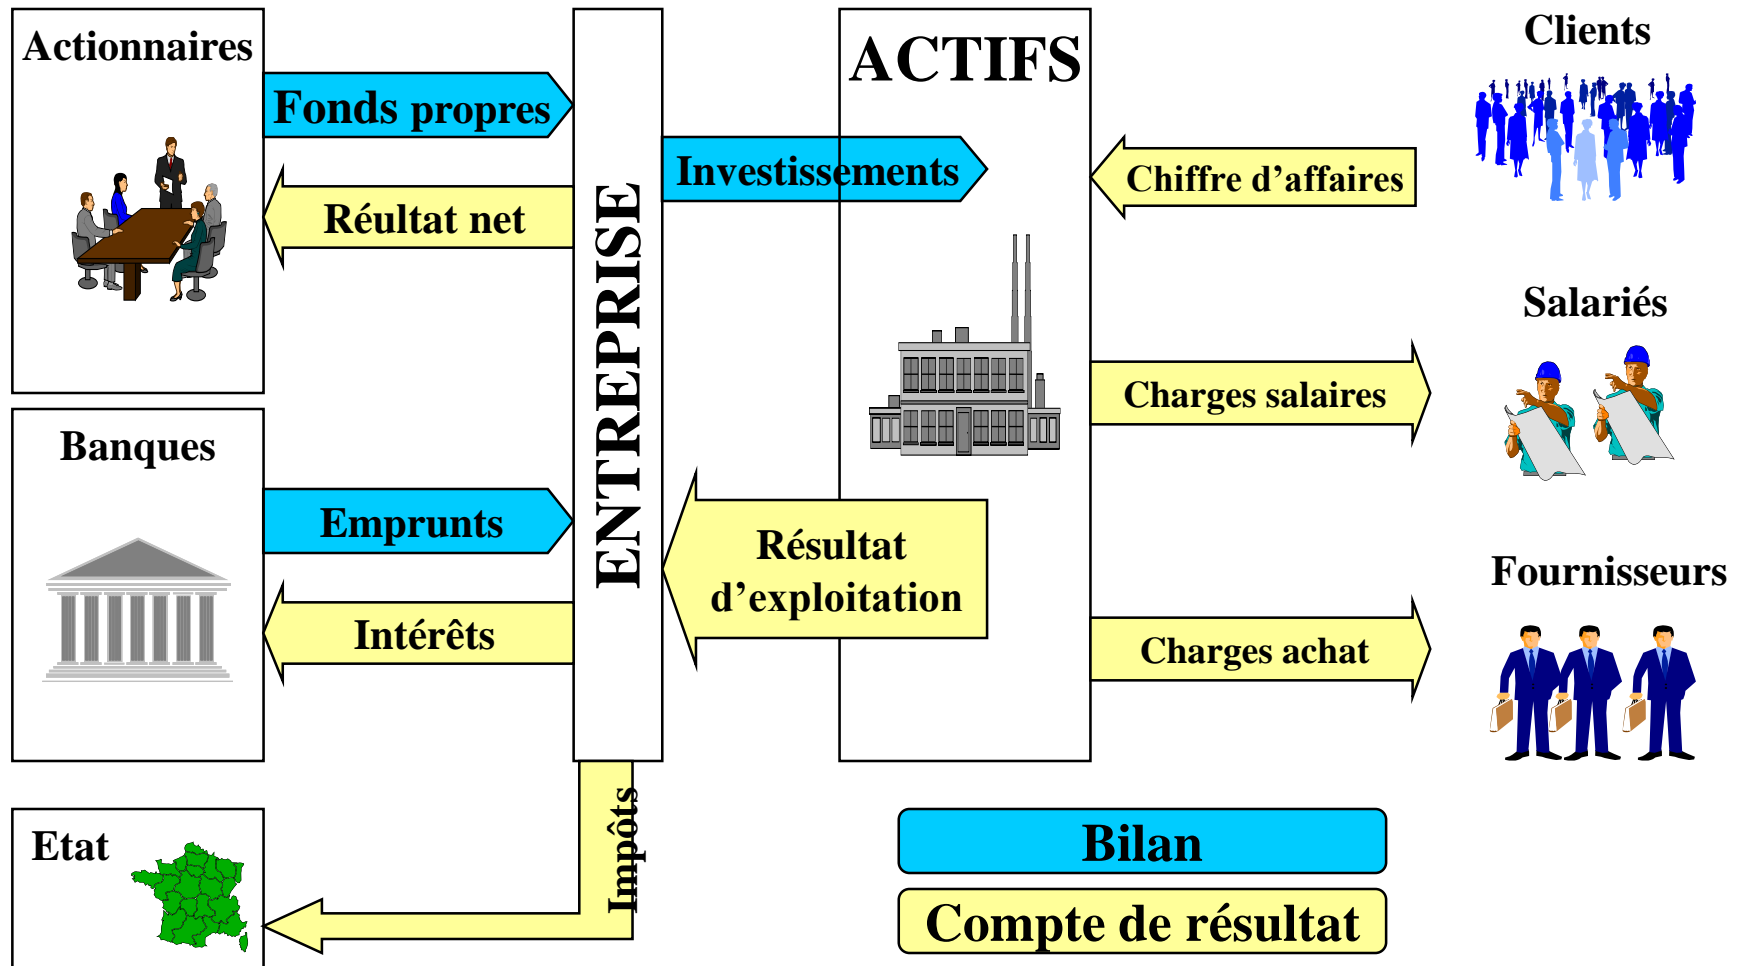 Actionnaires
Fonds propres
Réultat net
Banques
Emprunts
Intérêts
Etat
Impôts
ENTREPRISE
Investissements
ACTIFS
Résultat
d’exploitation
Clients
Chiffre d’affaires
Salariés
Charges salaires
Fournisseurs
Charges achat
Bilan
Compte de résultat